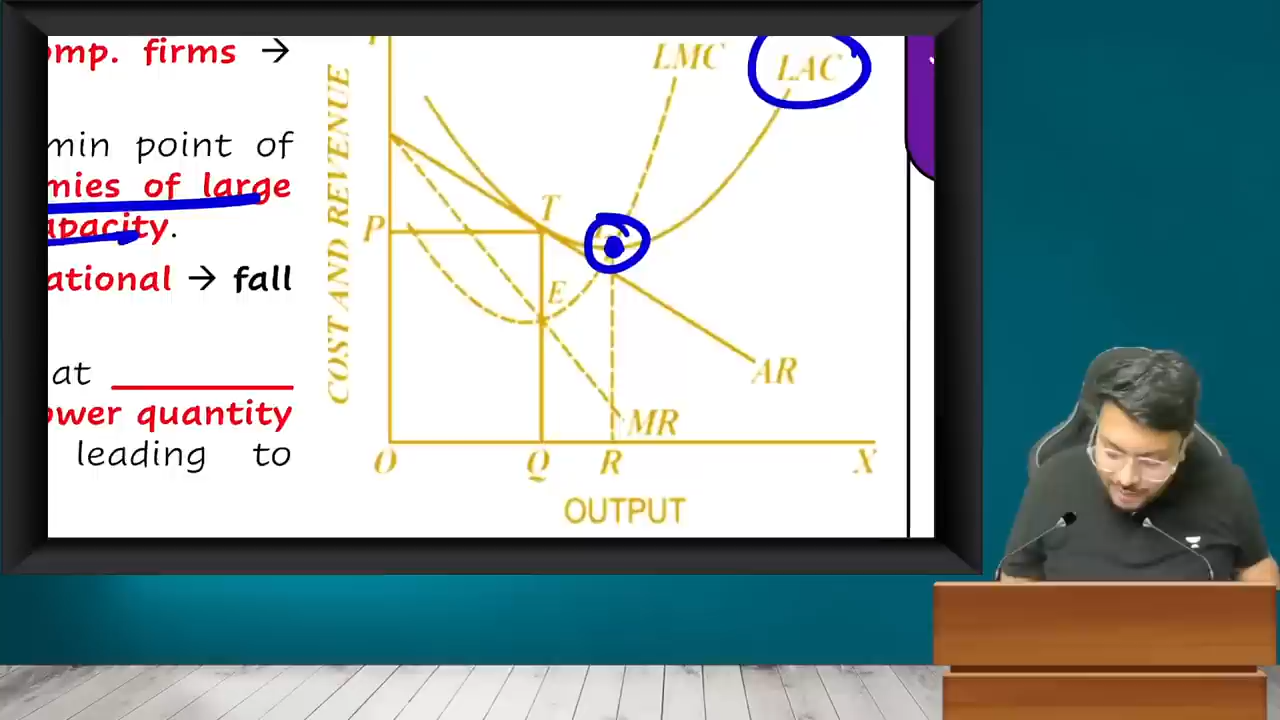 omp. firms →
min point of
mies of large
apacity.
ational → fall
at
ower quantity
leading to
COST AND REVENUE
LMC
LAC
T
P
E
AR
MR
O
Q
R
X
OUTPUT